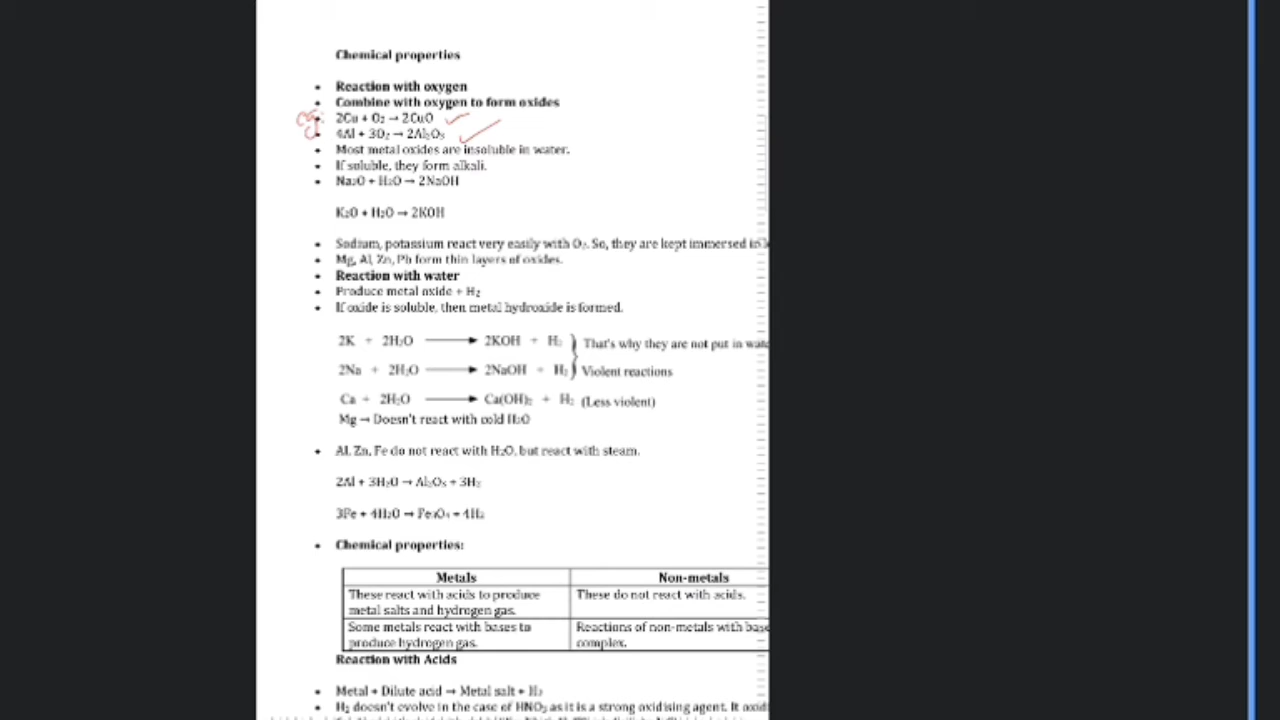 Chemical properties
• Reaction with oxygen
• Combine with oxygen to form oxides
eg: • 2Cu + O₂ → 2CuO
• 4Al + 3O₂ → 2Al₂O₃
• Most metal oxides are insoluble in water.
• If soluble, they form alkali.
• Na₂O + H₂O → 2NaOH
K₂O + H₂O → 2KOH
• Sodium, potassium react very easily with O₂. So, they are kept immersed in
• Mg, Al, Zn, Pb form thin layers of oxides.
• Reaction with water
• Produce metal oxide + H₂
• If oxide is soluble, then metal hydroxide is formed.
2K + 2H₂O → 2KOH + H₂ } That's why they are not put in
2Na + 2H₂O → 2NaOH + H₂ } Violent reactions
Ca + 2H₂O → Ca(OH)₂ + H₂ (Less violent)
Mg → Doesn't react with cold H₂O
• Al, Zn, Fe do not react with H₂O, but react with steam.
2Al + 3H₂O → Al₂O₃ + 3H₂
3Fe + 4H₂O → Fe₃O₄ + 4H₂
• Chemical properties:
Metals Non-metals
These react with acids to produce These do not react with acids.
metal salts and hydrogen gas.
Some metals react with bases to Reactions of non-metals with
produce hydrogen gas. complex.
Reaction with Acids
• Metal + Dilute acid → Metal salt + H₂
• H₂ doesn't evolve in the case of HNO₃ as it is a strong oxidising agent. It